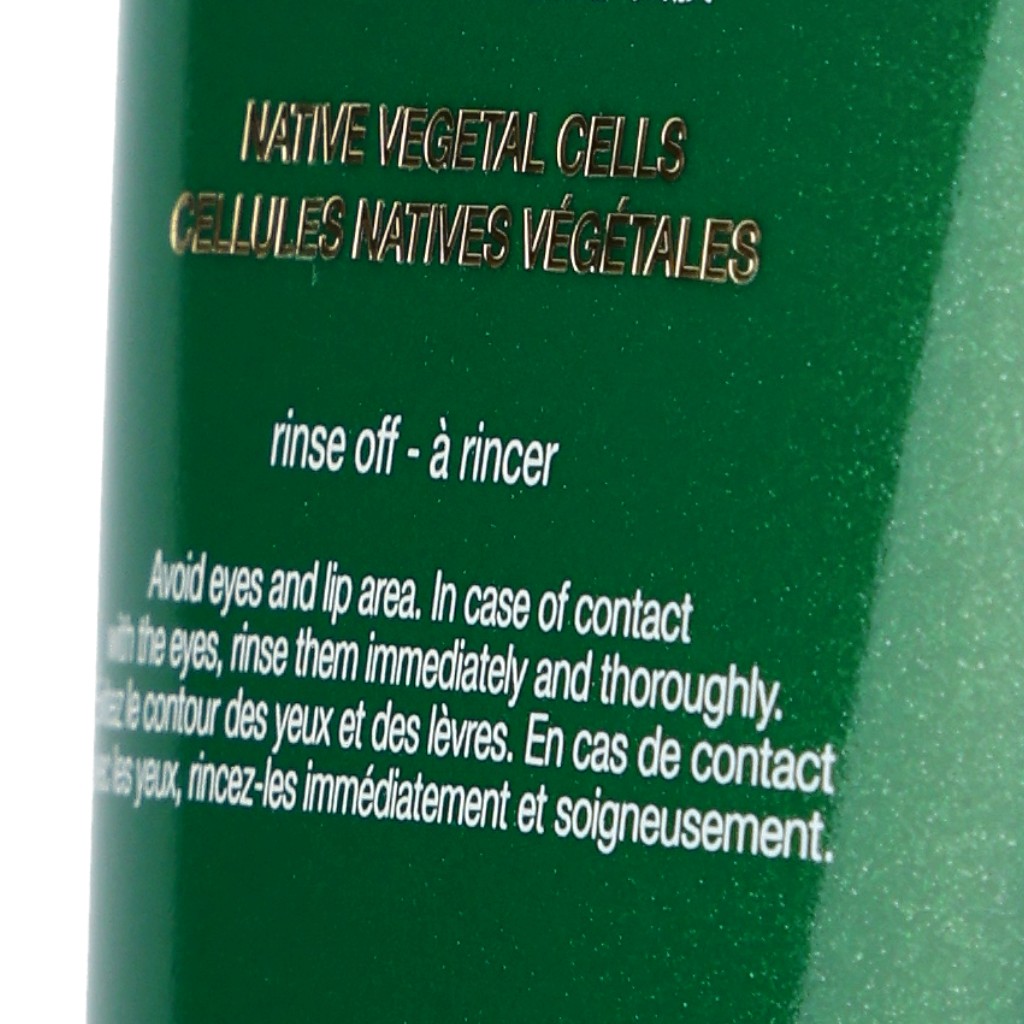 NATIVE VEGETAL CELLS
CELLULES NATIVES VÉGÉTALES
rinse off - à rincer
Avoid eyes and lip area. In case of contact
with the eyes, rinse them immediately and thoroughly.
le contour des yeux et des lèvres. En cas de contact
les yeux, rincez-les immédiatement et soigneusement.